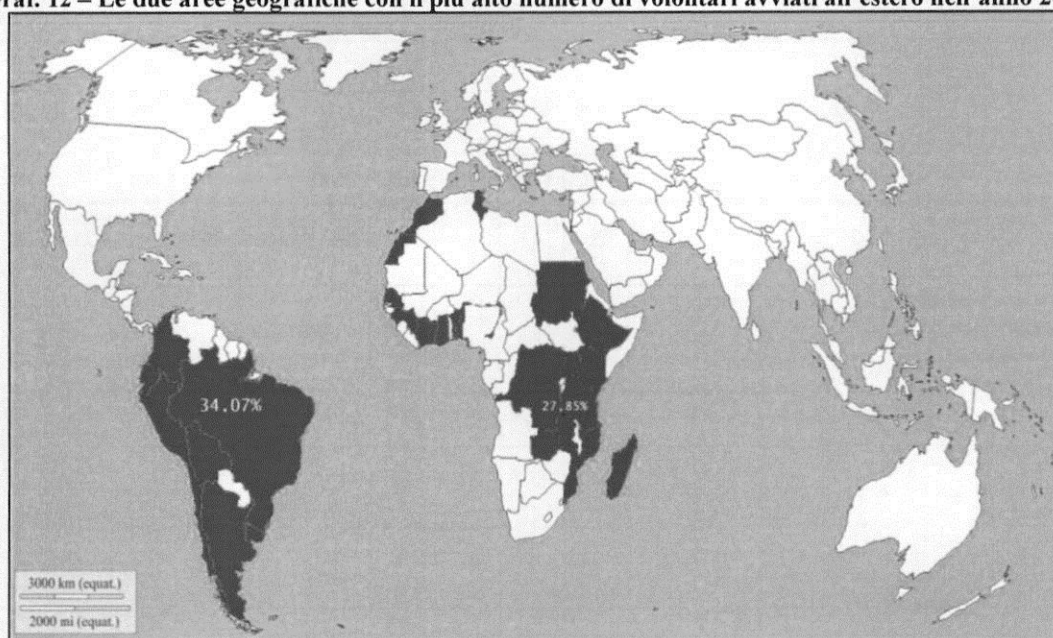 12 – Le due aree geografiche con il più alto numero di volontari avviati all'estero nell'anno
34.07%
27.85%
3000 km (equat.)
2000 mi (equat.)